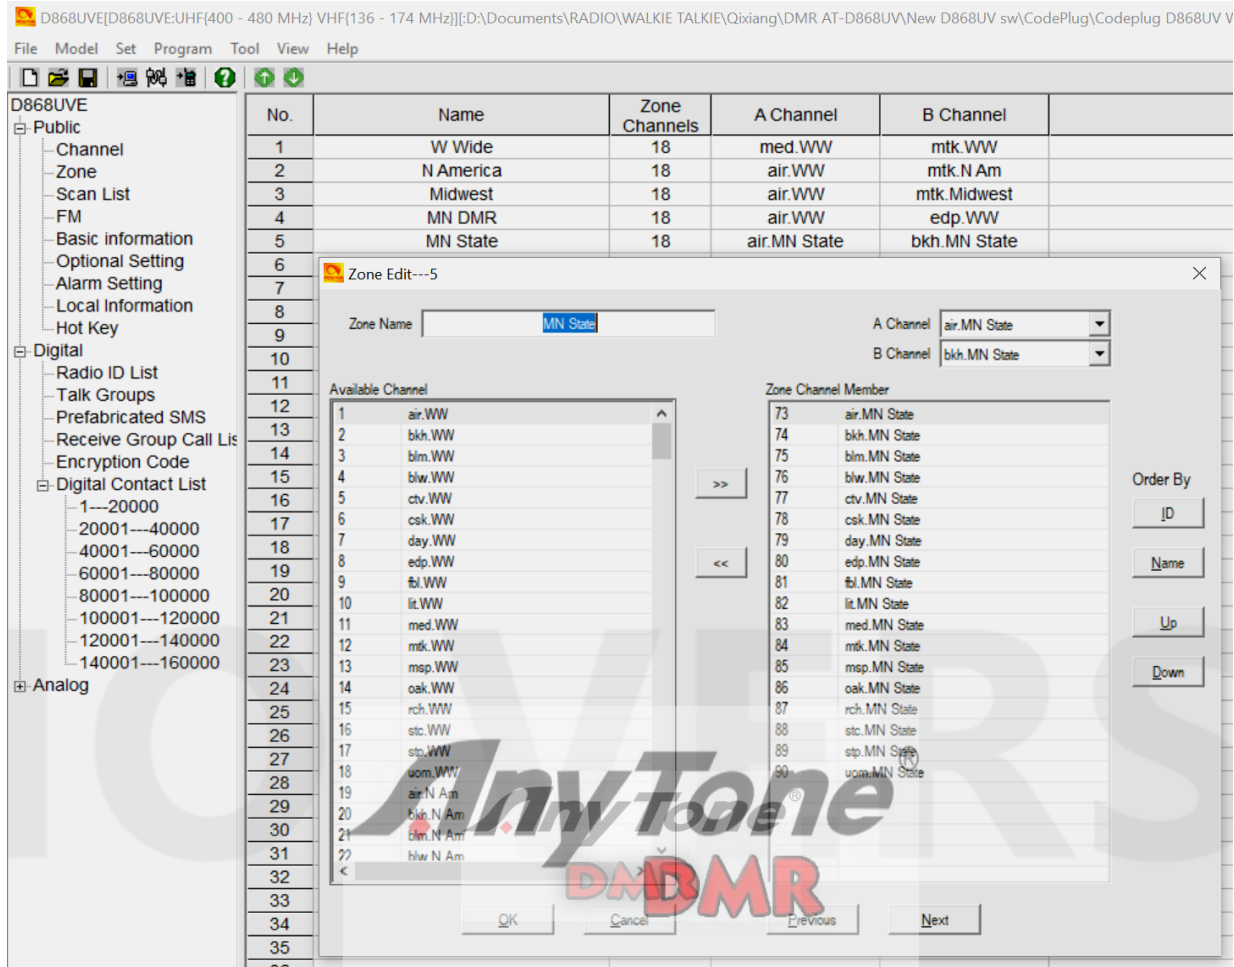 D868UVE[D868UVE:UHF{400 - 480 MHz} VHF{136 - 174 MHz}][:D:\Documents\RADIO\WALKIE TALKIE\Qixiang\DMR AT-D868UV\New D868UV sw\CodePlug\Codeplug D868UV
File Model Set Program Tool View Help
D868UVE
Public
Channel
Zone
Scan List
FM
Basic information
Optional Setting
Alarm Setting
Local Information
Hot Key
Digital
Radio ID List
Talk Groups
Prefabricated SMS
Receive Group Call Lis
Encryption Code
Digital Contact List
1---20000
20001---40000
40001---60000
60001---80000
80001---100000
100001---120000
120001---140000
140001---160000
Analog
No. Name Zone Channels A Channel B Channel
1 W Wide 18 med.WW mtk.WW
2 N America 18 air.WW mtk.N Am
3 Midwest 18 air.WW mtk.Midwest
4 MN DMR 18 air.WW edp.WW
5 MN State 18 air.MN State bkh.MN State
6
7
8
9
10
11
12
13
14
15
16
17
18
19
20
21
22
23
24
25
26
27
28
29
30
31
32
33
34
35
Zone Edit---5
Zone Name MN State
A Channel air.MN State
B Channel bkh.MN State
Available Channel
1 air.WW
2 bkh.WW
3 blm.WW
4 blw.WW
5 ctv.WW
6 csk.WW
7 day.WW
8 edp.WW
9 fbl.WW
10 lit.WW
11 med.WW
12 mtk.WW
13 msp.WW
14 oak.WW
15 rch.WW
16 stc.WW
17 stp.WW
18 uom.WW
19 air.N Am
20 bkh.N Am
21 blm.N Am
22 blw.N Am
>>
<<
Zone Channel Member
73 air.MN State
74 bkh.MN State
75 blm.MN State
76 blw.MN State
77 ctv.MN State
78 csk.MN State
79 day.MN State
80 edp.MN State
81 fbl.MN State
82 lit.MN State
83 med.MN State
84 mtk.MN State
85 msp.MN State
86 oak.MN State
87 rch.MN State
88 stc.MN State
89 stp.MN State
90 uom.MN State
Order By
ID
Name
Up
Down
OK Cancel Previous Next
AnyTone®
DMR
AnyTone®
DMR